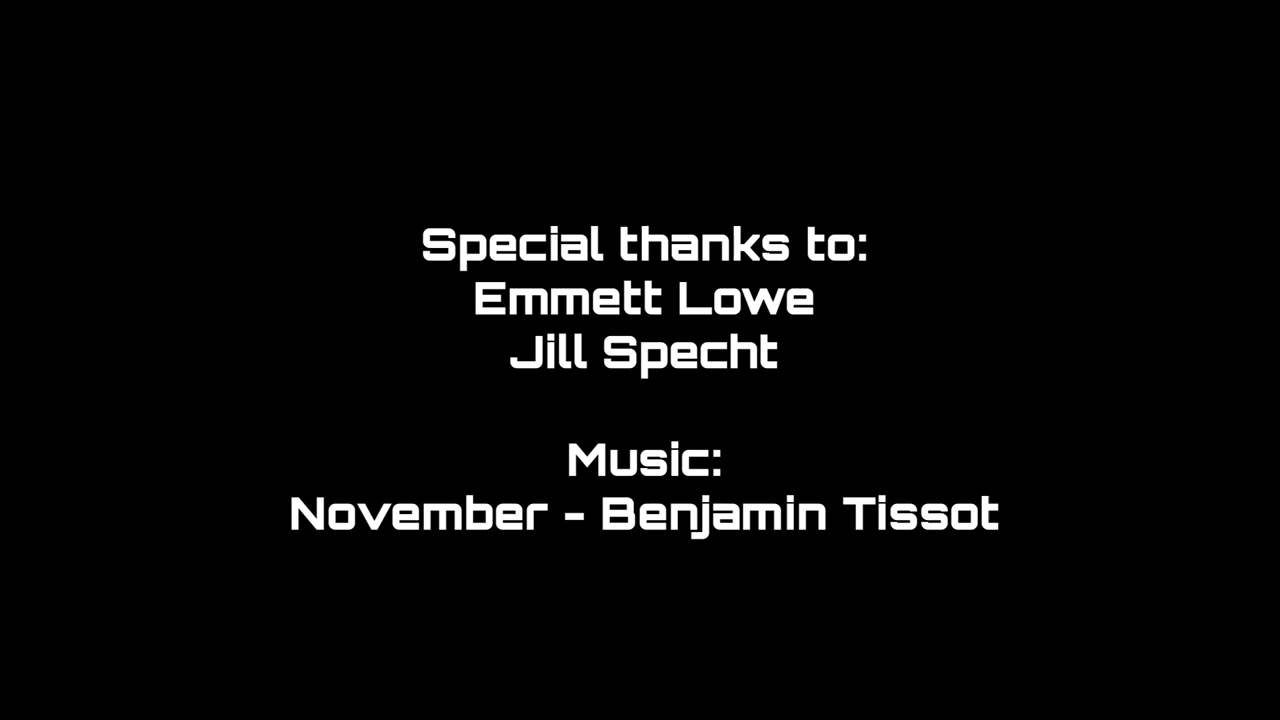 Special thanks to:
Emmett Lowe
Jill Specht
Music:
November - Benjamin Tissot